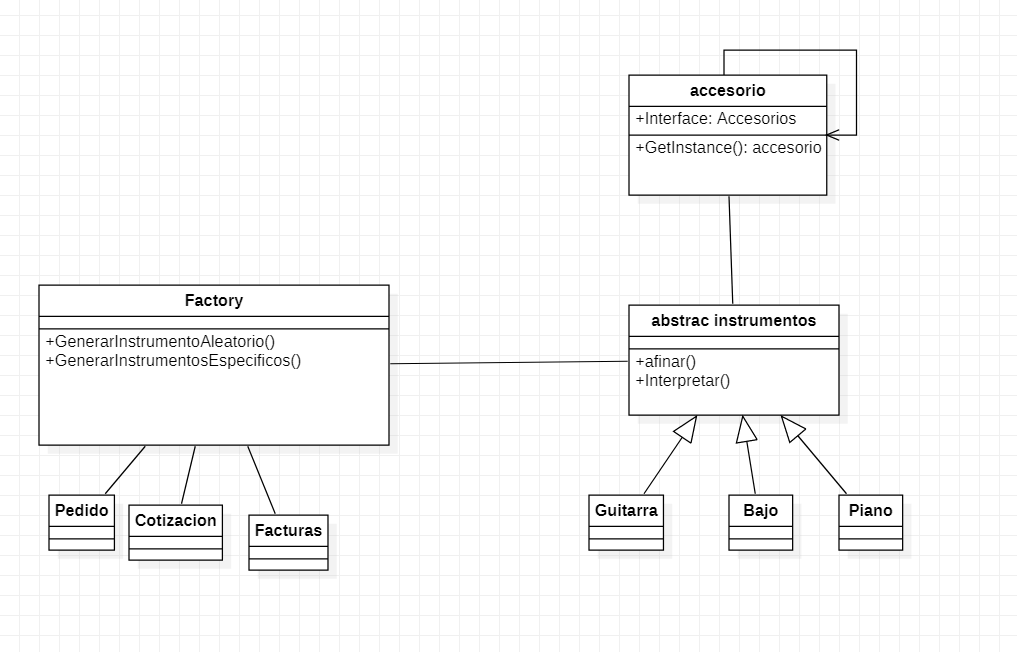 accesorio
+Interface: Accesorios
+GetInstance(): accesorio
Factory
+GenerarInstrumentoAleatorio()
+GenerarInstrumentosEspecificos()
abstrac instrumentos
+afinar()
+Interpretar()
Pedido
Cotizacion
Facturas
Guitarra
Bajo
Piano